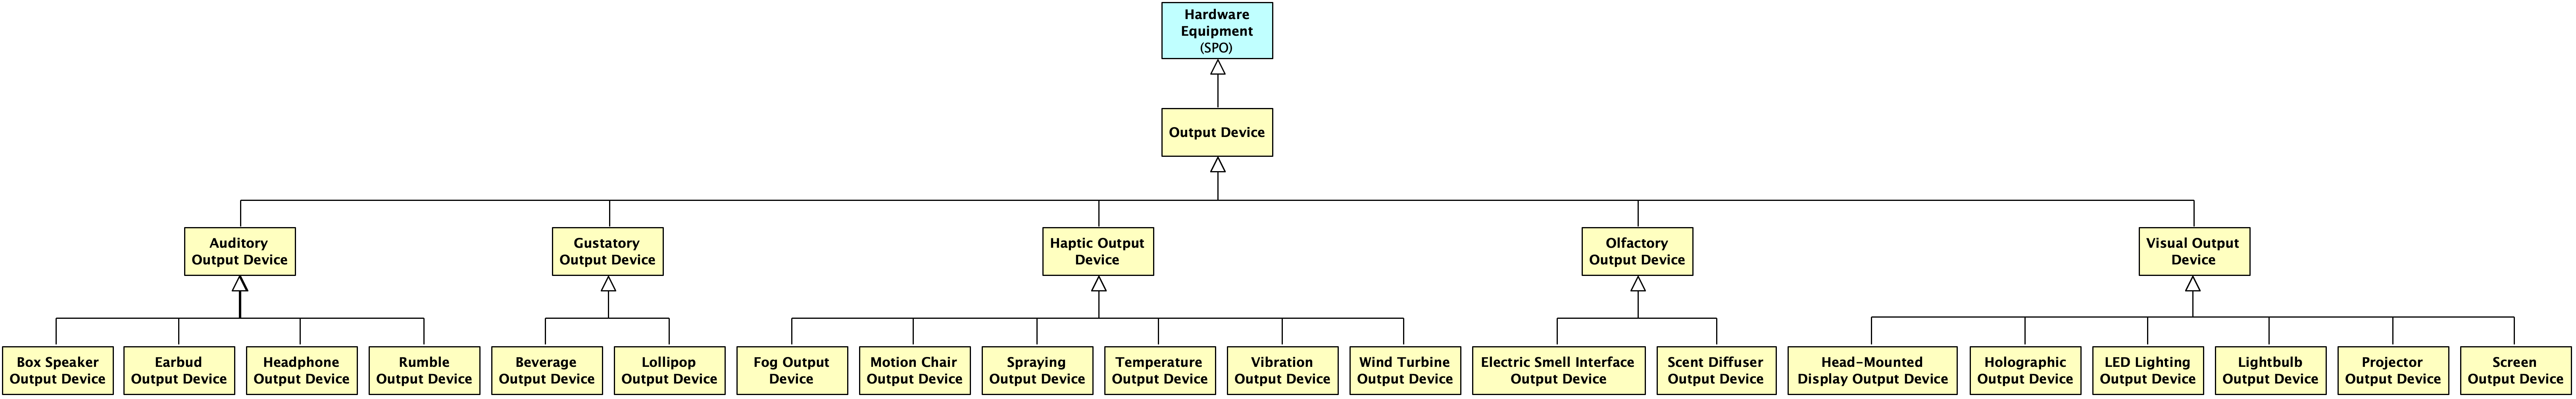 Hardware
Equipment
(SPO)
Output Device
Auditory
Output Device
Gustatory
Output Device
Haptic Output
Device
Olfactory
Output Device
Visual Output
Device
Box Speaker
Output Device
Earbud
Output Device
Headphone
Output Device
Rumble
Output Device
Beverage
Output Device
Lollipop
Output Device
Fog Output
Device
Motion Chair
Output Device
Spraying
Output Device
Temperature
Output Device
Vibration
Output Device
Wind Turbine
Output Device
Electric Smell Interface
Output Device
Scent Diffuser
Output Device
Head-Mounted
Display Output Device
Holographic
Output Device
LED Lighting
Output Device
Lightbulb
Output Device
Projector
Output Device
Screen
Output Device